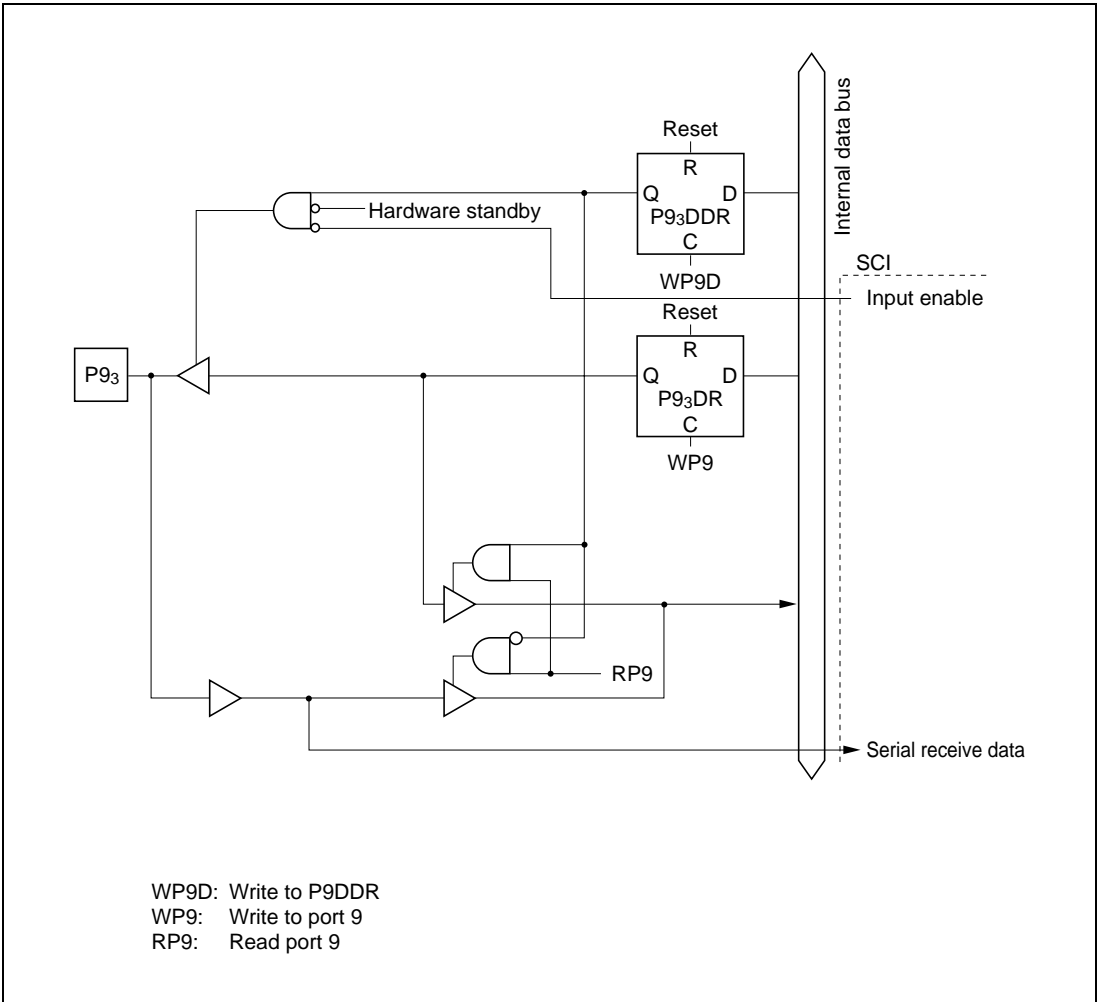 Internal data bus
Reset
R
Q D
P9₃DDR
C
WP9D
Hardware standby
SCI
Input enable
Reset
R
Q D
P9₃DR
C
WP9
P9₃
RP9
Serial receive data
WP9D: Write to P9DDR
WP9: Write to port 9
RP9: Read port 9